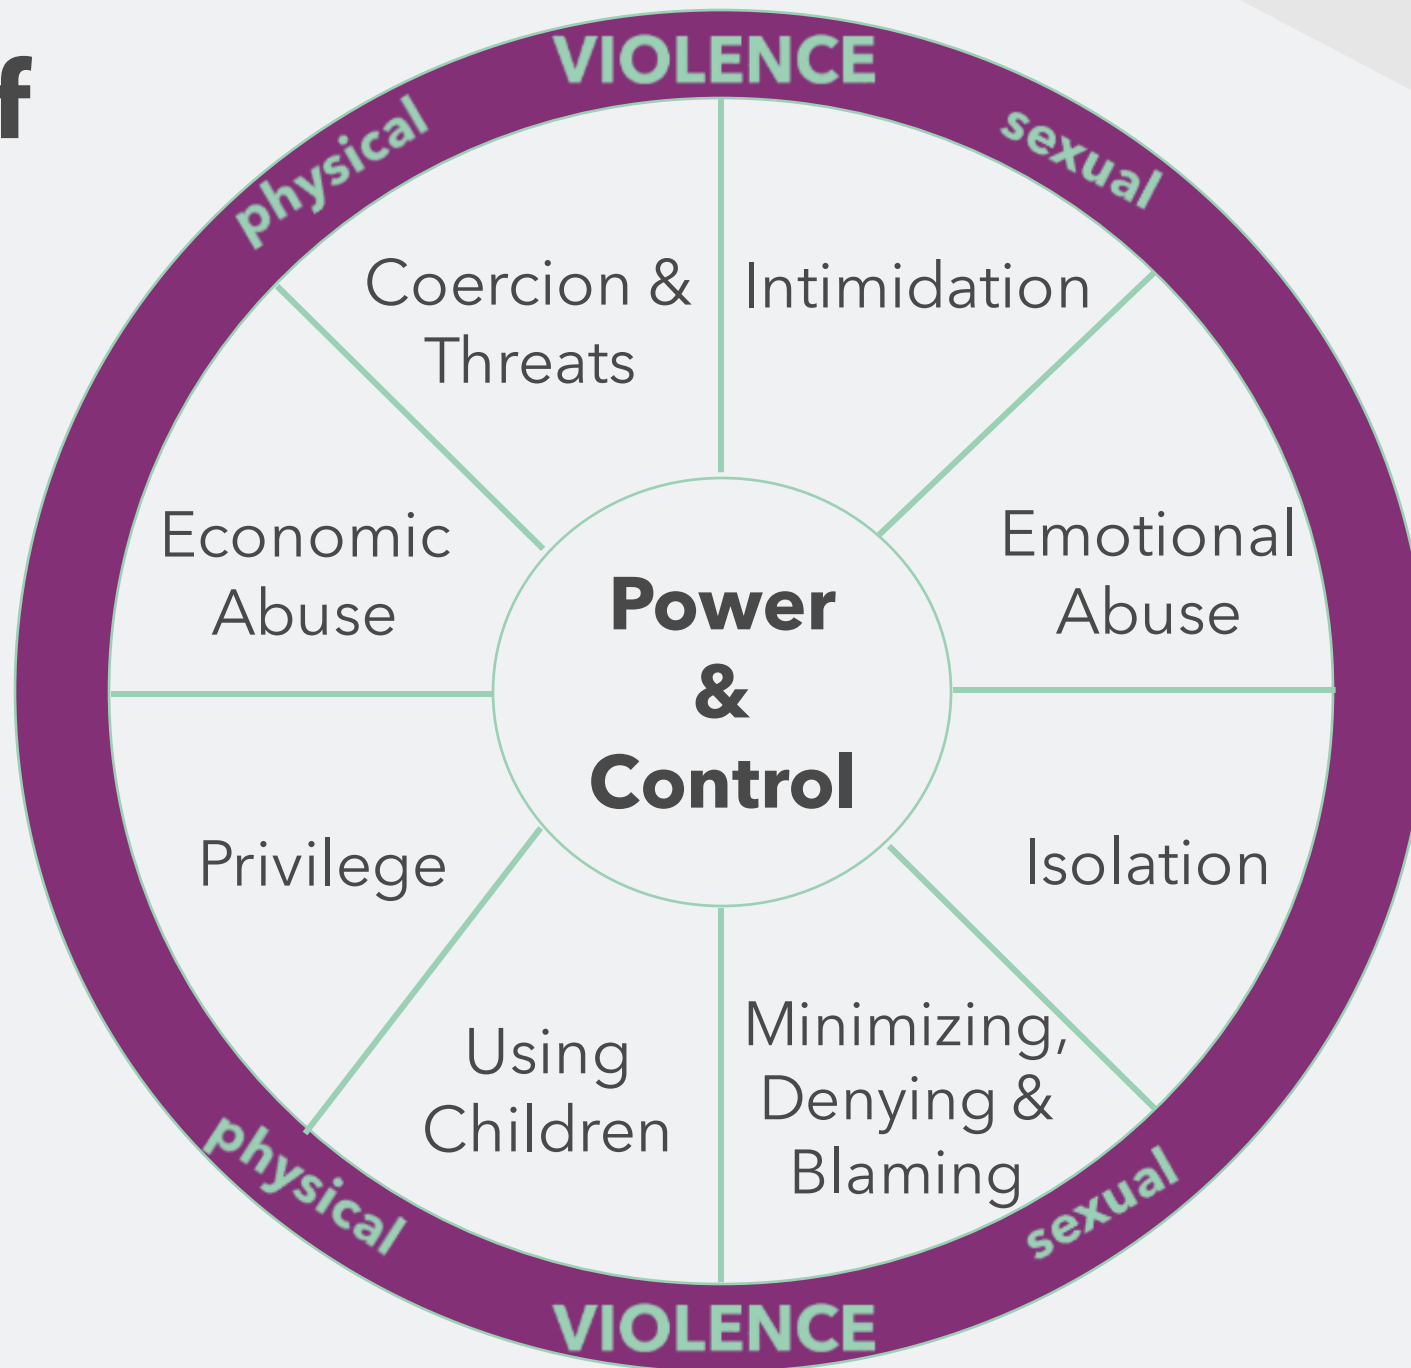 f
VIOLENCE
physical
sexual
Coercion &
Threats
Intimidation
Economic
Abuse
Emotional
Abuse
Power
&
Control
Privilege
Isolation
Using
Children
Minimizing,
Denying &
Blaming
physical
sexual
VIOLENCE